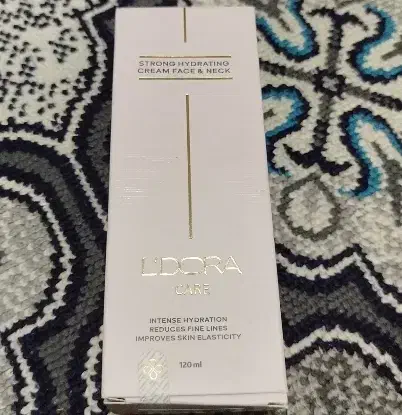 STRONG HYDRATING
CREAM FACE & NECK
L'DORA
CARE
INTENSE HYDRATION
REDUCES FINE LINES
IMPROVES SKIN ELASTICITY
120 ml